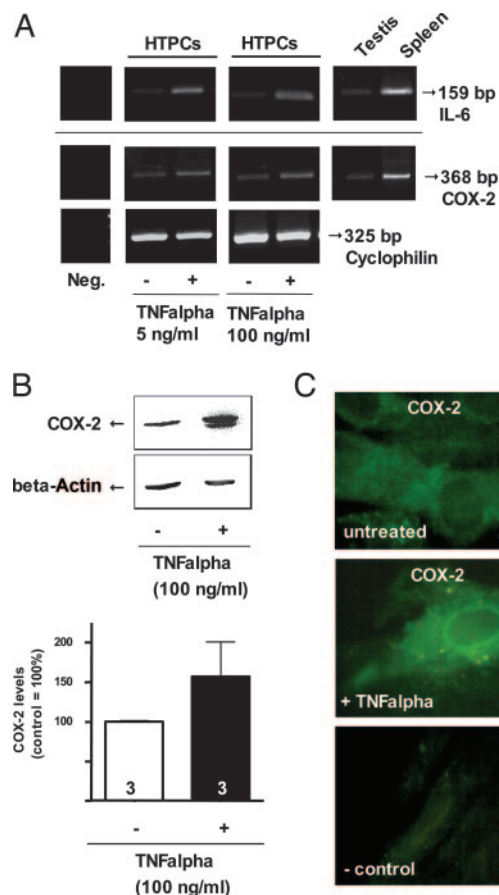 A
HTPCs HTPCs Testis Spleen
→159 bp
IL-6
→368 bp
COX-2
→325 bp
Cyclophilin
Neg. - + - +
TNFalpha TNFalpha
5 ng/ml 100 ng/ml
B
COX-2 ←
beta-Actin ←
- +
TNFalpha
(100 ng/ml)
COX-2 levels
(control = 100%)
200
150
100
3 3
- +
TNFalpha
(100 ng/ml)
C
COX-2
untreated
COX-2
+ TNFalpha
- control